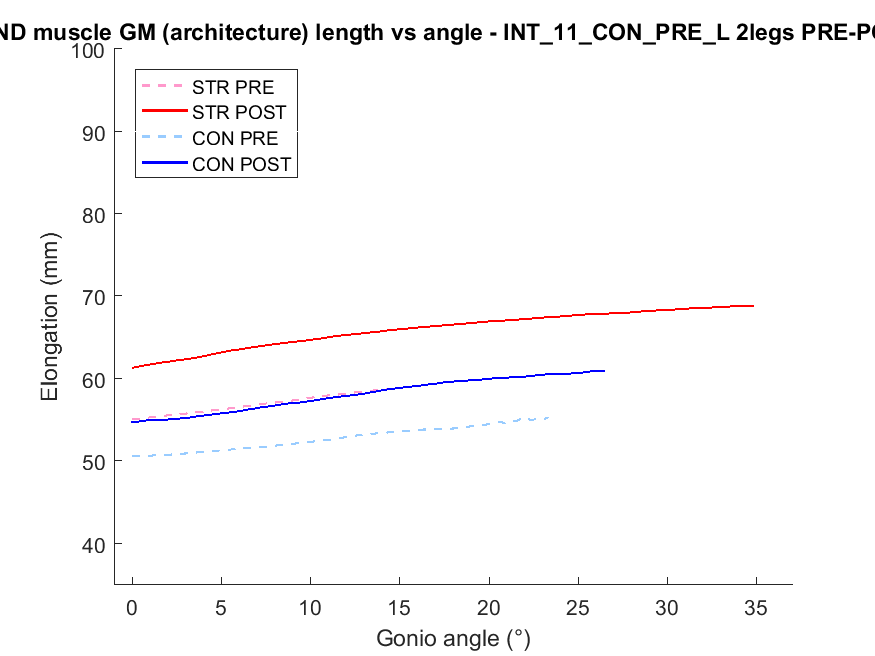 ND muscle GM (architecture) length vs angle - INT_11_CON_PRE_L 2legs PRE-PO
100
90
80
70
60
50
40
Elongation (mm)
STR PRE
STR POST
CON PRE
CON POST
0 5 10 15 20 25 30 35
Gonio angle (°)